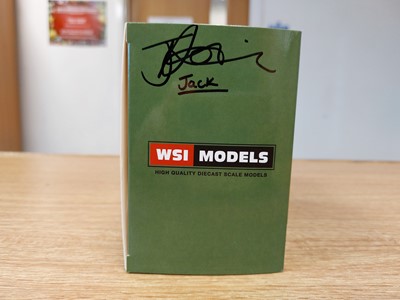 Jack
WSI MODELS
HIGH QUALITY DIECAST SCALE MODELS